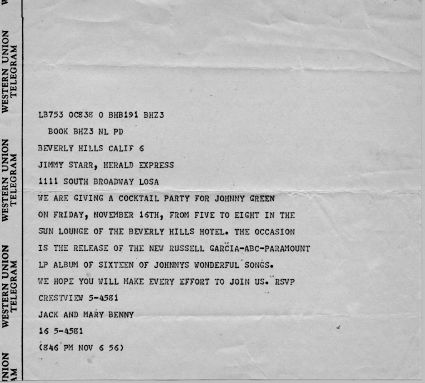 WESTERN UNION
TELEGRAM
WESTERN UNION
TELEGRAM
WESTERN UNION
TELEGRAM
LB753 OC838 O BHB191 BHZ3
BOOK BHZ3 NL PD
BEVERLY HILLS CALIF 6
JIMMY STARR, HERALD EXPRESS
1111 SOUTH BROADWAY LOSA
WE ARE GIVING A COCKTAIL PARTY FOR JOHNNY GREEN
ON FRIDAY, NOVEMBER 16TH, FROM FIVE TO EIGHT IN THE
SUN LOUNGE OF THE BEVERLY HILLS HOTEL. THE OCCASION
IS THE RELEASE OF THE NEW RUSSELL GARCIA-ABC-PARAMOUNT
LP ALBUM OF SIXTEEN OF JOHNNYS WONDERFUL SONGS.
WE HOPE YOU WILL MAKE EVERY EFFORT TO JOIN US. RSVP
CRESTVIEW 5-4581
JACK AND MARY BENNY
16 5-4581
(846 PM NOV 6 56)